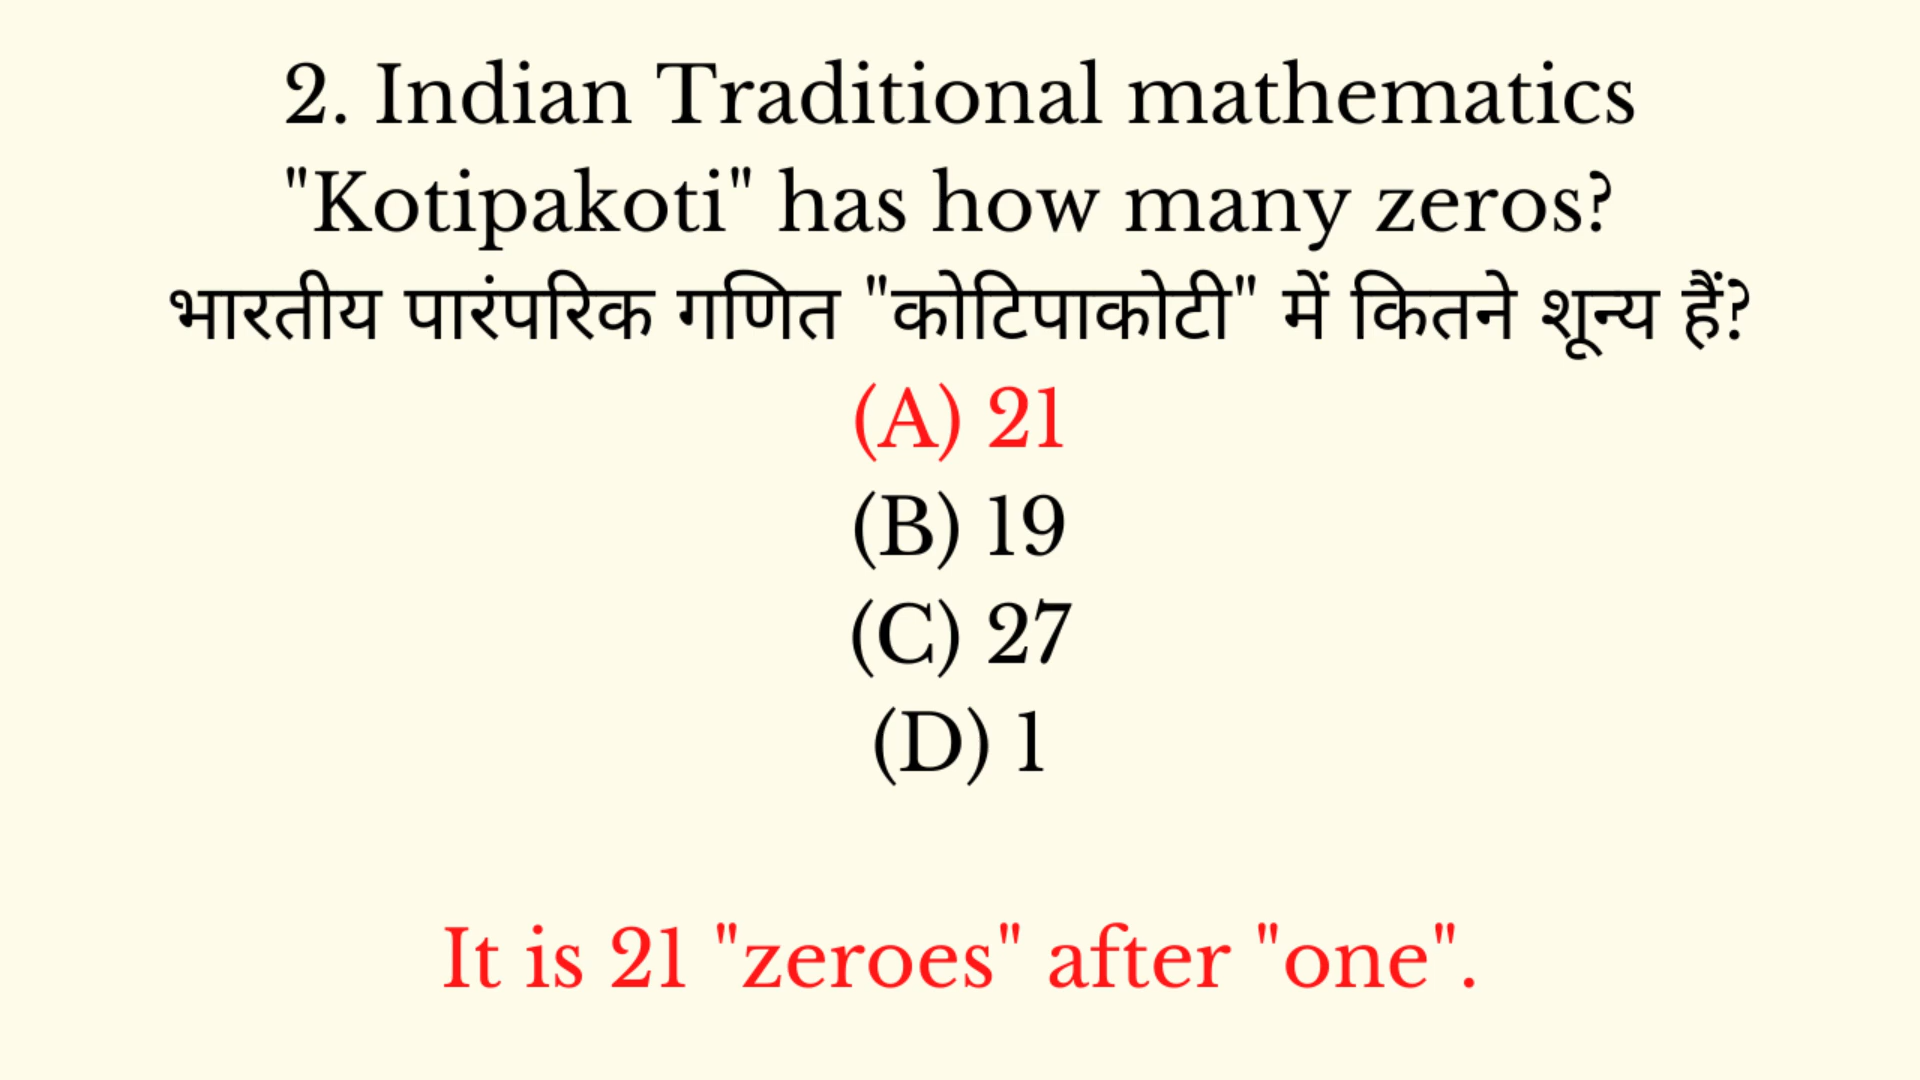 2. Indian Traditional mathematics
"Kotipakoti" has how many zeros?
भारतीय पारंपरिक गणित "कोटिपाकोटी" में कितने शून्य हैं?
(A) 21
(B) 19
(C) 27
(D) 1
It is 21 "zeroes" after "one".